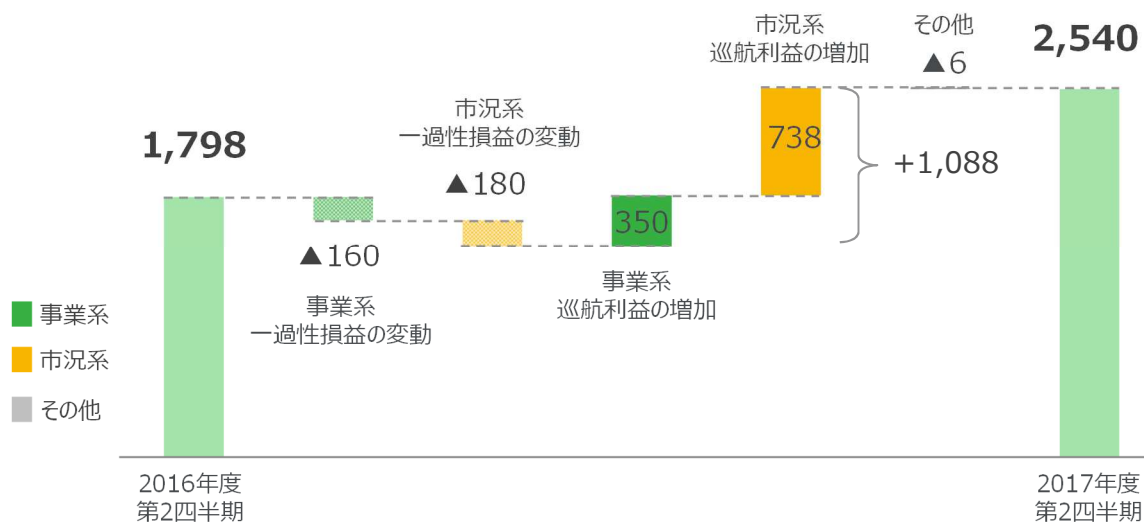 市況系
巡航利益の増加
その他
▲6
2,540
市況系
一過性損益の変動
1,798
▲180
738
+1,088
350
▲160
事業系
一過性損益の変動
事業系
巡航利益の増加
事業系
市況系
その他
2016年度
第2四半期
2017年度
第2四半期